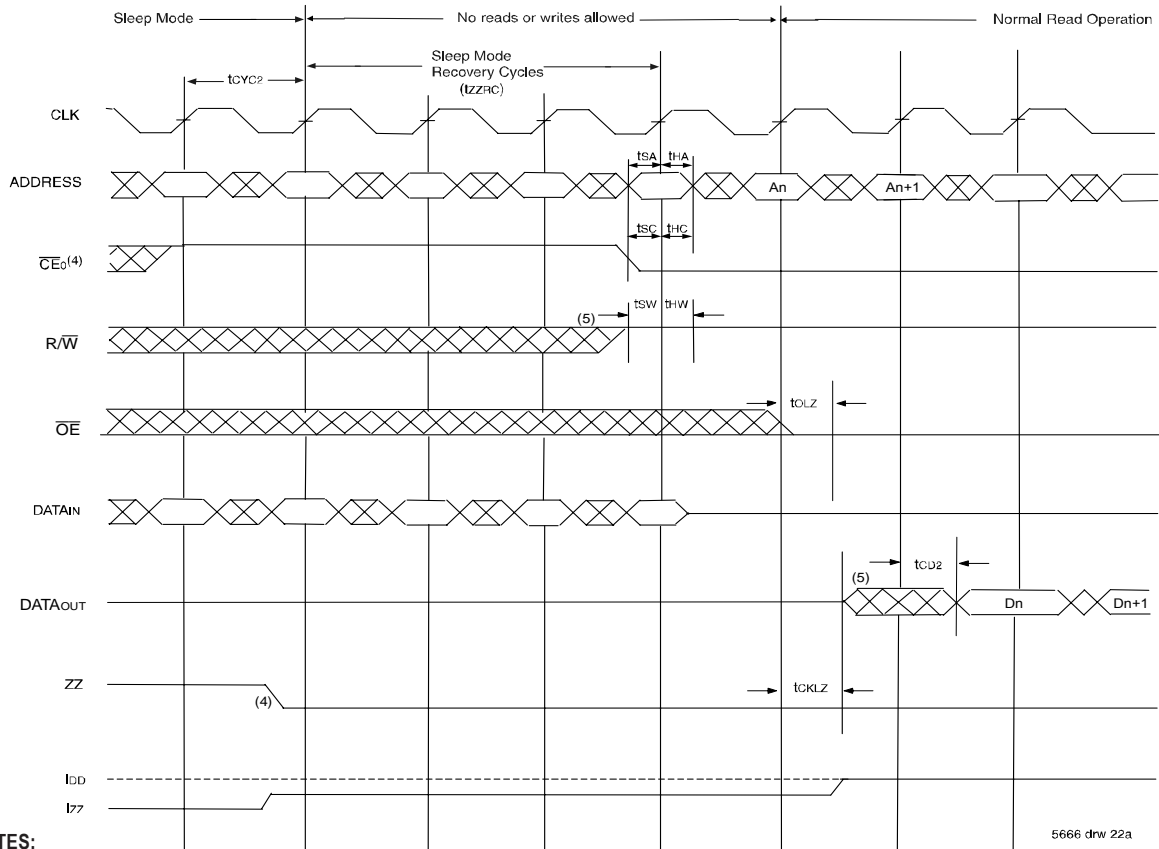 Sleep Mode
No reads or writes allowed
Normal Read Operation
Sleep Mode
Recovery Cycles
(tZZRC)
tCYC2
CLK
tSA tHA
ADDRESS
An
An+1
tSC tHC
CE0(4)
tSW tHW
(5)
R/W
tOLZ
OE
DATAIN
tCD2
(5)
DATAOUT
Dn
Dn+1
ZZ
(4)
tCKLZ
IDD
IZZ
5666 drw 22a
TES: